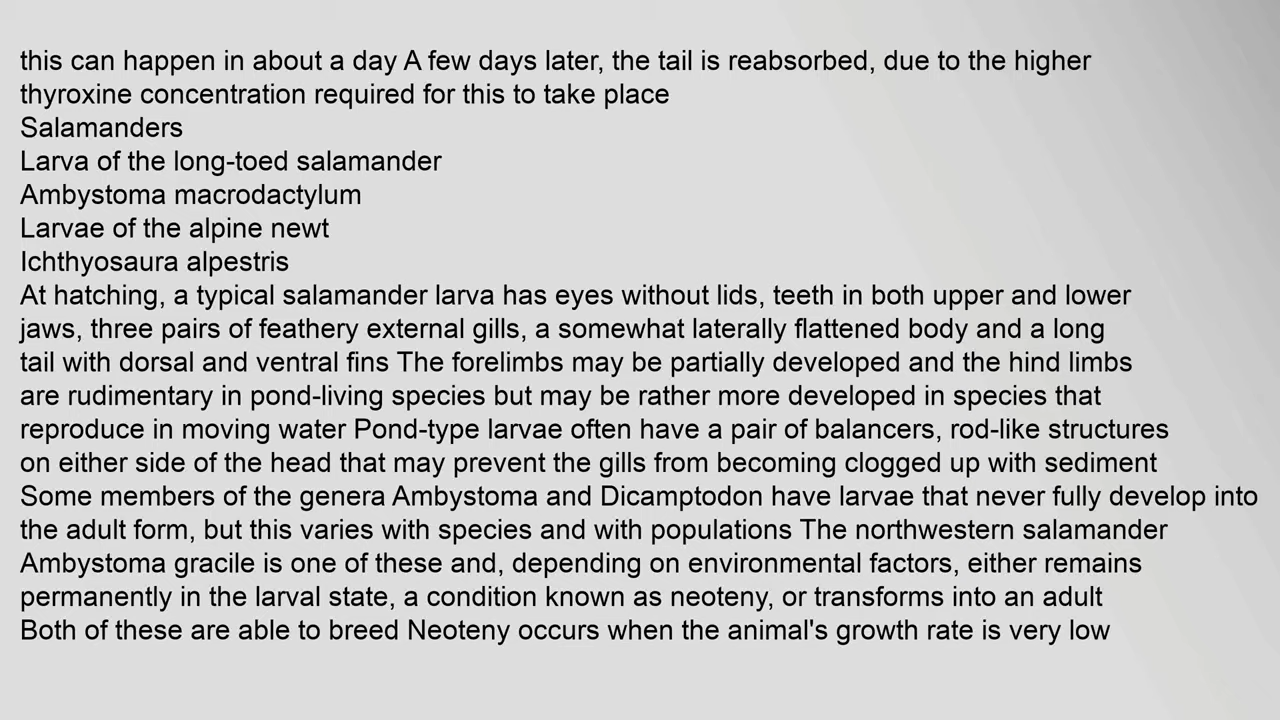 this can happen in about a day A few days later, the tail is reabsorbed, due to the higher
thyroxine concentration required for this to take place
Salamanders
Larva of the long-toed salamander
Ambystoma macrodactylum
Larvae of the alpine newt
Ichthyosaura alpestris
At hatching, a typical salamander larva has eyes without lids, teeth in both upper and lower
jaws, three pairs of feathery external gills, a somewhat laterally flattened body and a long
tail with dorsal and ventral fins The forelimbs may be partially developed and the hind limbs
are rudimentary in pond-living species but may be rather more developed in species that
reproduce in moving water Pond-type larvae often have a pair of balancers, rod-like structures
on either side of the head that may prevent the gills from becoming clogged up with sediment
Some members of the genera Ambystoma and Dicamptodon have larvae that never fully develop into
the adult form, but this varies with species and with populations The northwestern salamander
Ambystoma gracile is one of these and, depending on environmental factors, either remains
permanently in the larval state, a condition known as neoteny, or transforms into an adult
Both of these are able to breed Neoteny occurs when the animal's growth rate is very low